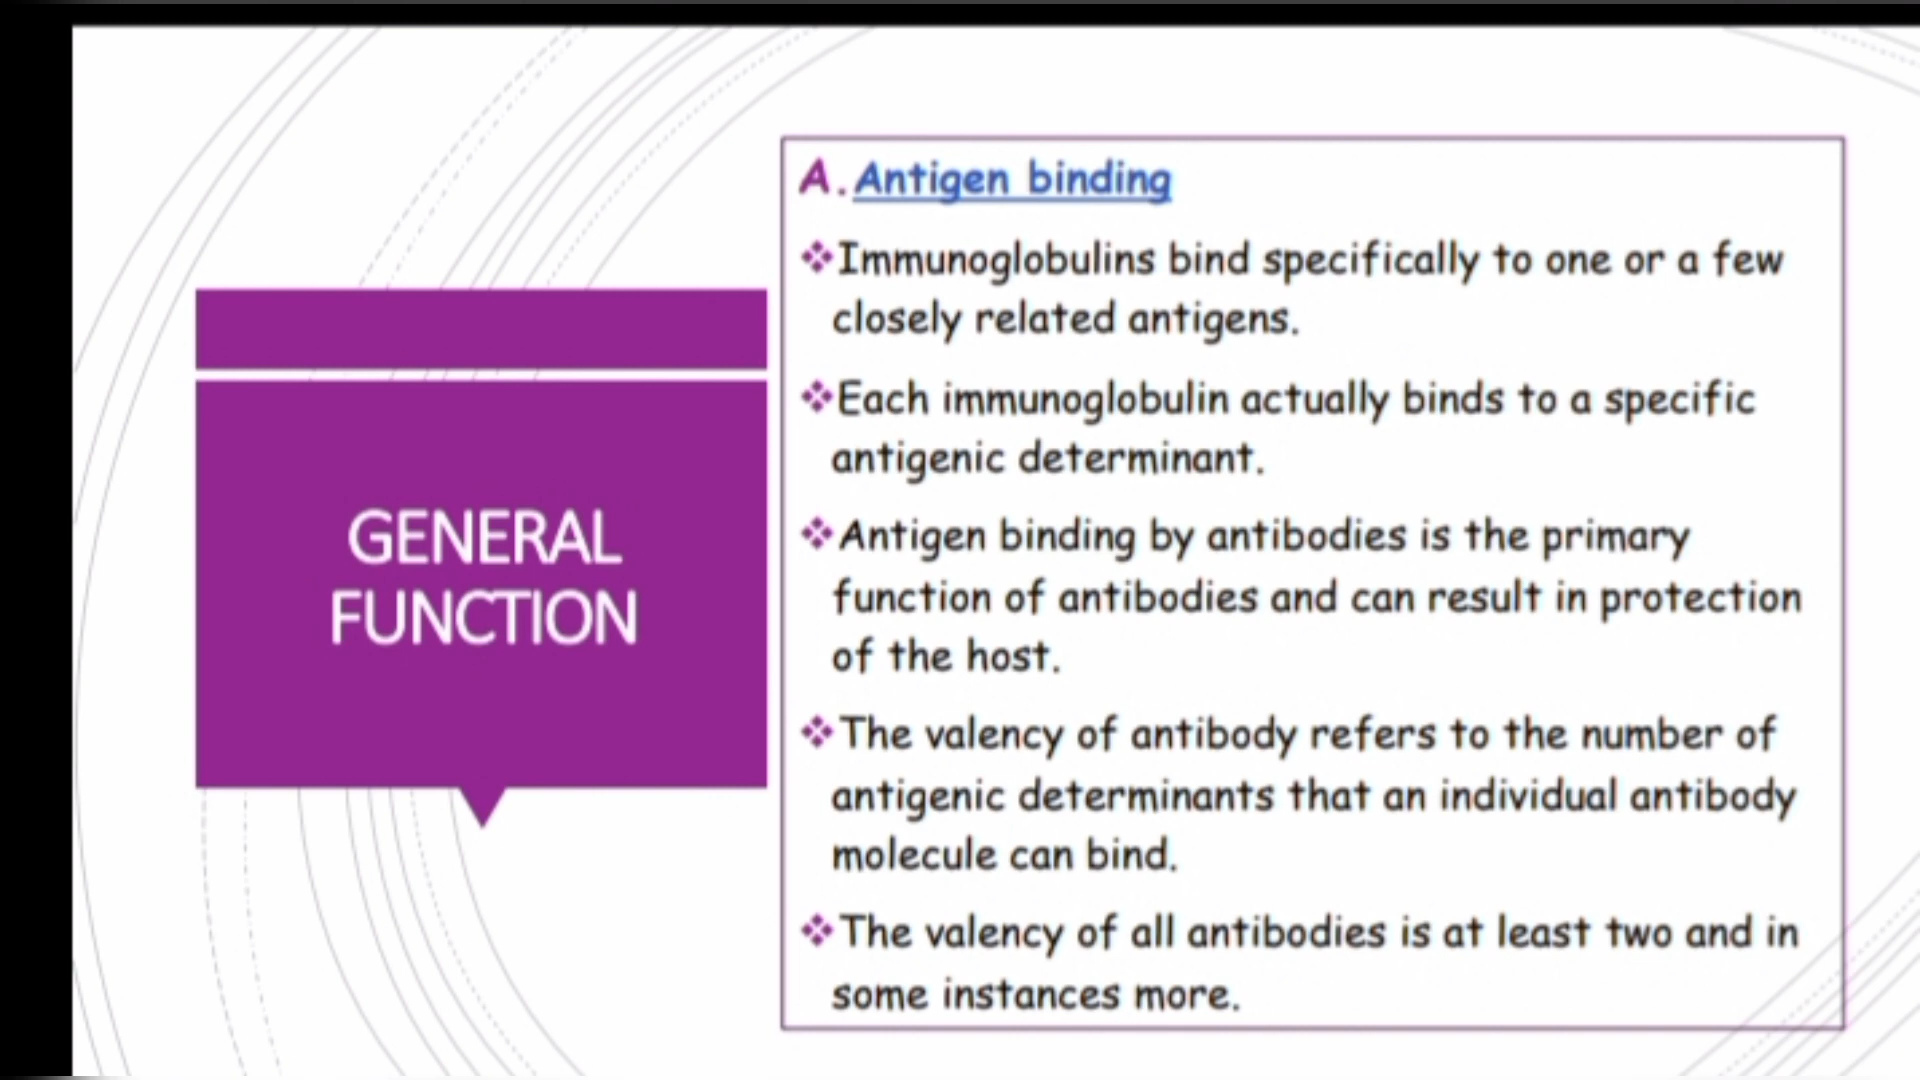 GENERAL
FUNCTION
A. Antigen binding
❖Immunoglobulins bind specifically to one or a few
closely related antigens.
❖Each immunoglobulin actually binds to a specific
antigenic determinant.
❖Antigen binding by antibodies is the primary
function of antibodies and can result in protection
of the host.
❖The valency of antibody refers to the number of
antigenic determinants that an individual antibody
molecule can bind.
❖The valency of all antibodies is at least two and in
some instances more.